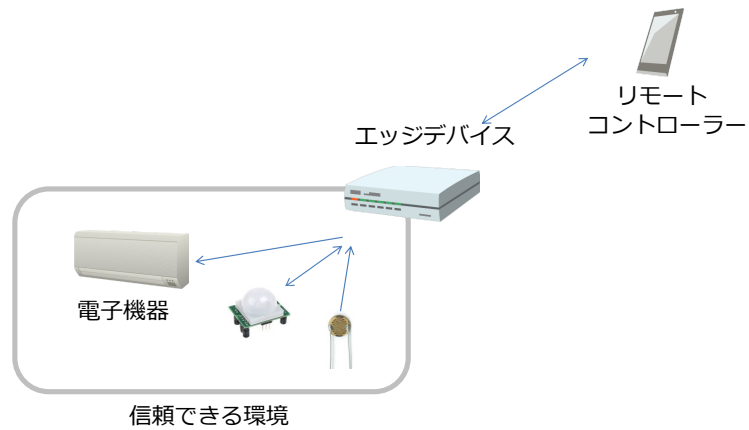 リモート
コントローラー
エッジデバイス
電子機器
信頼できる環境